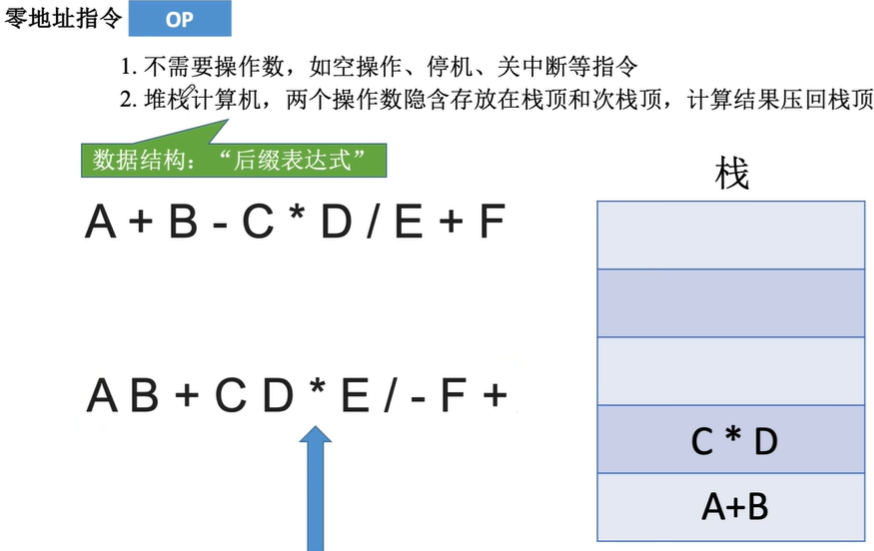 零地址指令 OP
1. 不需要操作数，如空操作、停机、关中断等指令
2. 堆栈计算机，两个操作数隐含存放在栈顶和次栈顶，计算结果压回栈顶
数据结构：“后缀表达式”
栈
A + B - C * D / E + F
A B + C D * E / - F +
C * D
A+B